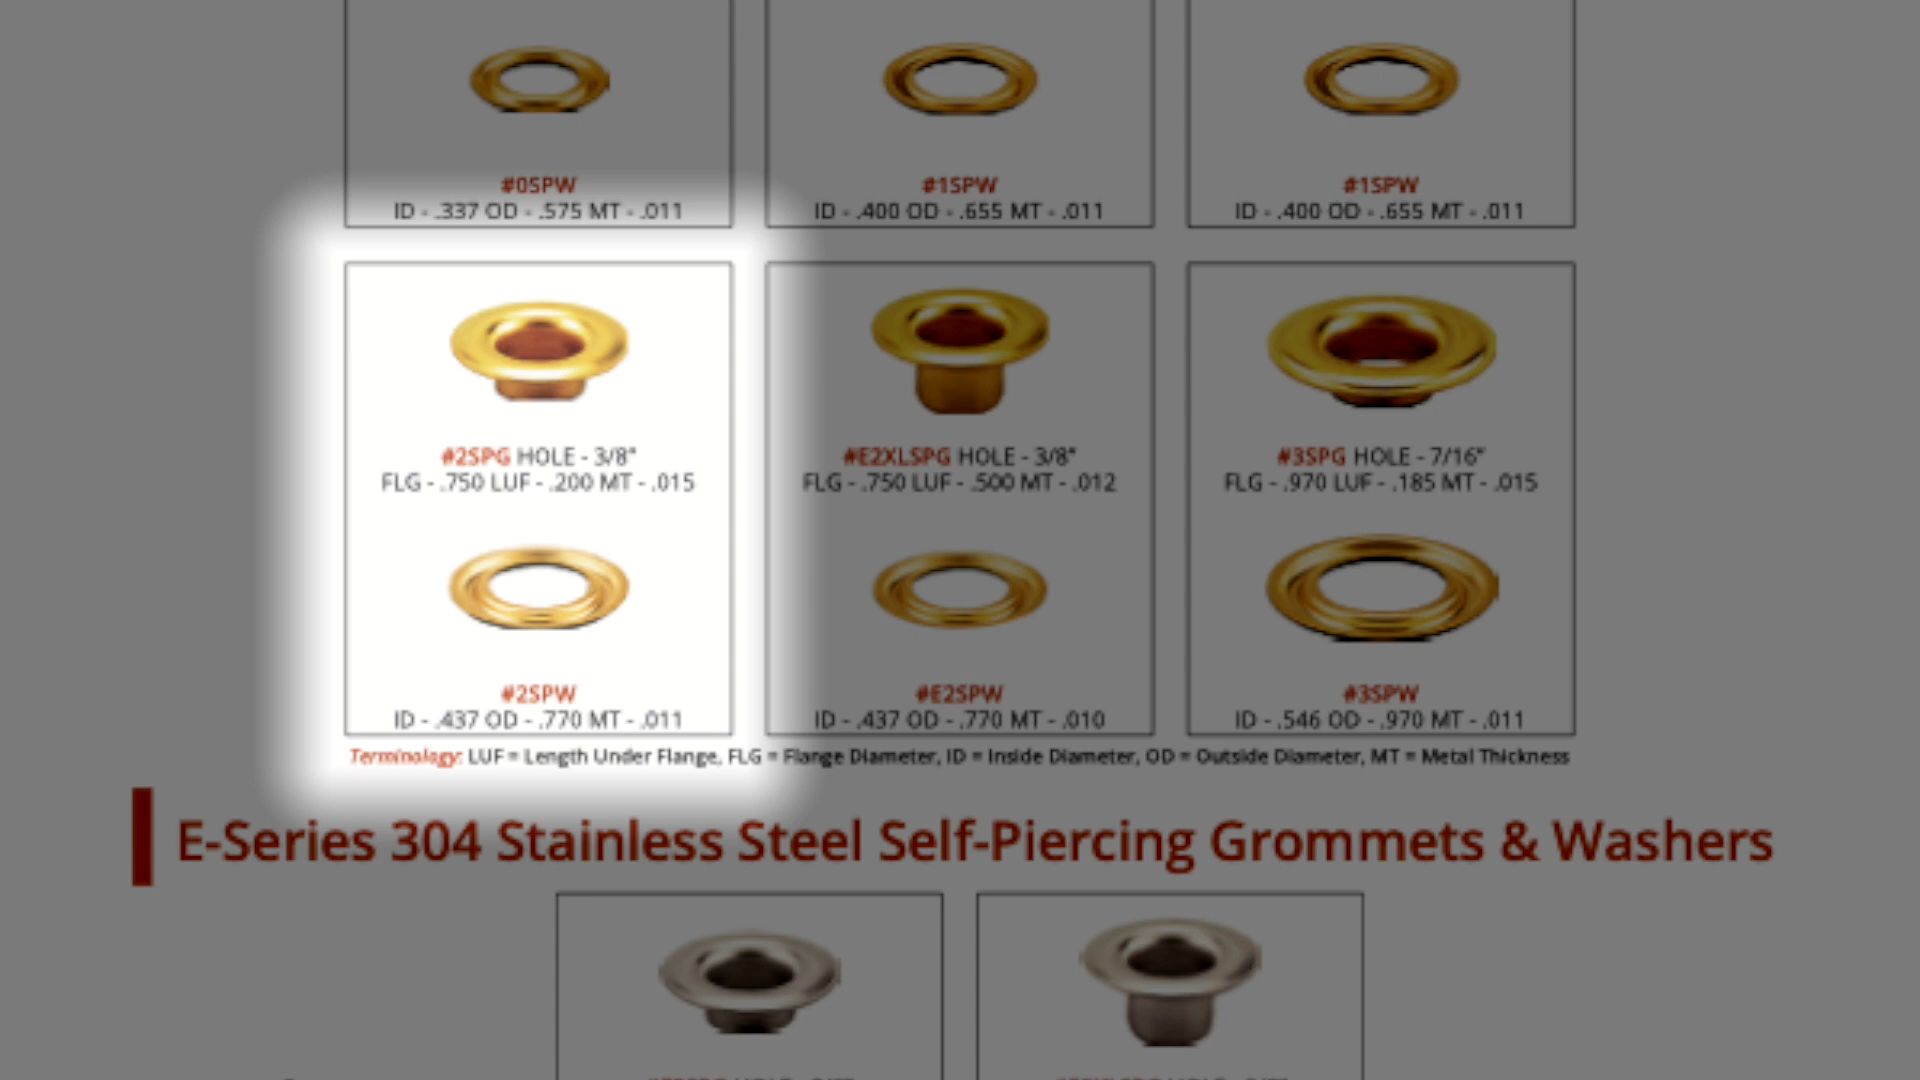 #0SPW
ID - .337 OD - .575 MT - .011
#1SPW
ID - .400 OD - .655 MT - .011
#1SPW
ID - .400 OD - .655 MT - .011
#2SPG HOLE - 3/8"
FLG - .750 LUF - .200 MT - .015
#2SPW
ID - .437 OD - .770 MT - .011
#E2XLSPG HOLE - 3/8"
FLG - .750 LUF - .500 MT - .012
#E2SPW
ID - .437 OD - .770 MT - .010
#3SPG HOLE - 7/16"
FLG - .970 LUF - .185 MT - .015
#3SPW
ID - .546 OD - .970 MT - .011
Terminology: LUF = Length Under Flange, FLG = Flange Diameter, ID = Inside Diameter, OD = Outside Diameter, MT = Metal Thickness
E-Series 304 Stainless Steel Self-Piercing Grommets & Washers